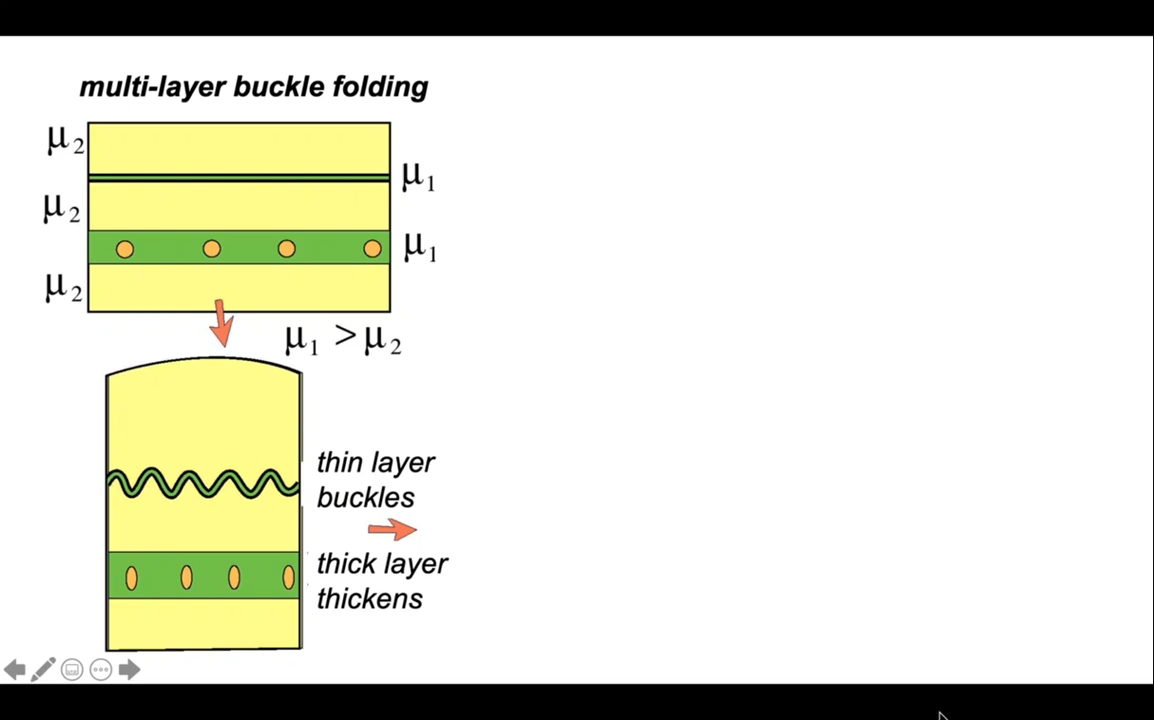 multi-layer buckle folding
μ2
μ1
μ2
μ1
μ2
μ1 > μ2
thin layer
buckles
thick layer
thickens